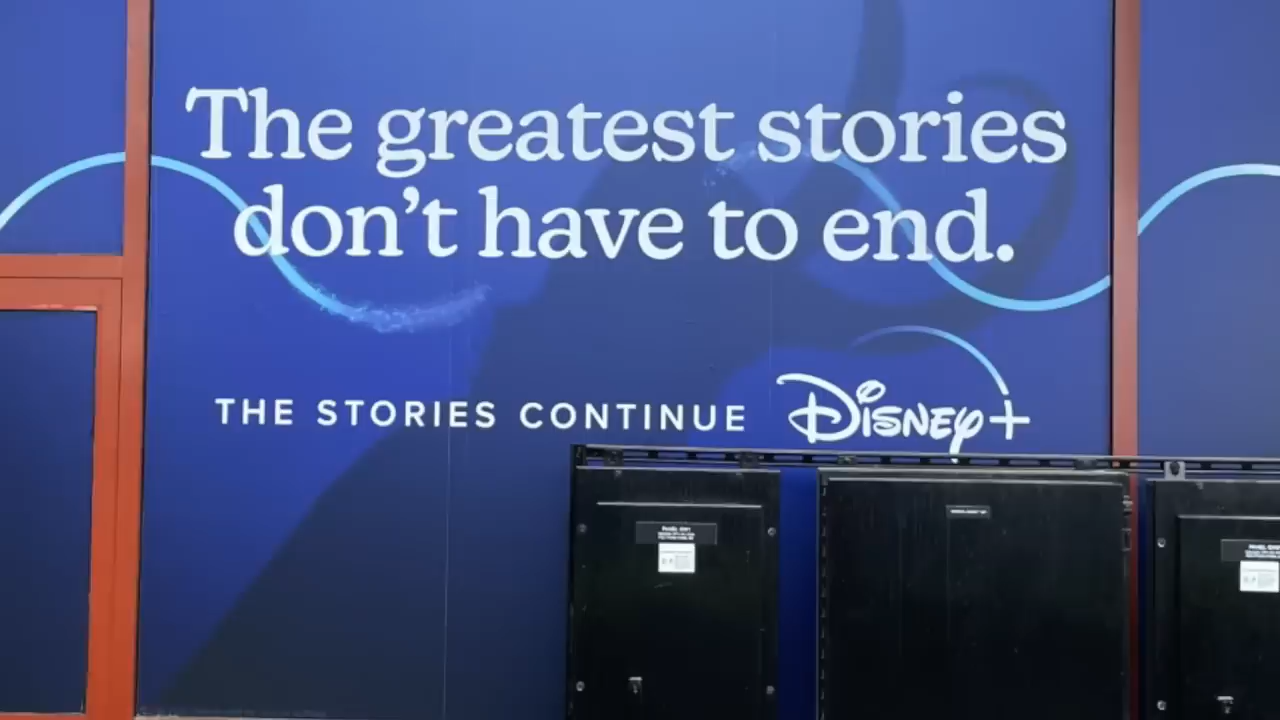 The greatest stories
don't have to end.
THE STORIES CONTINUE Disney+